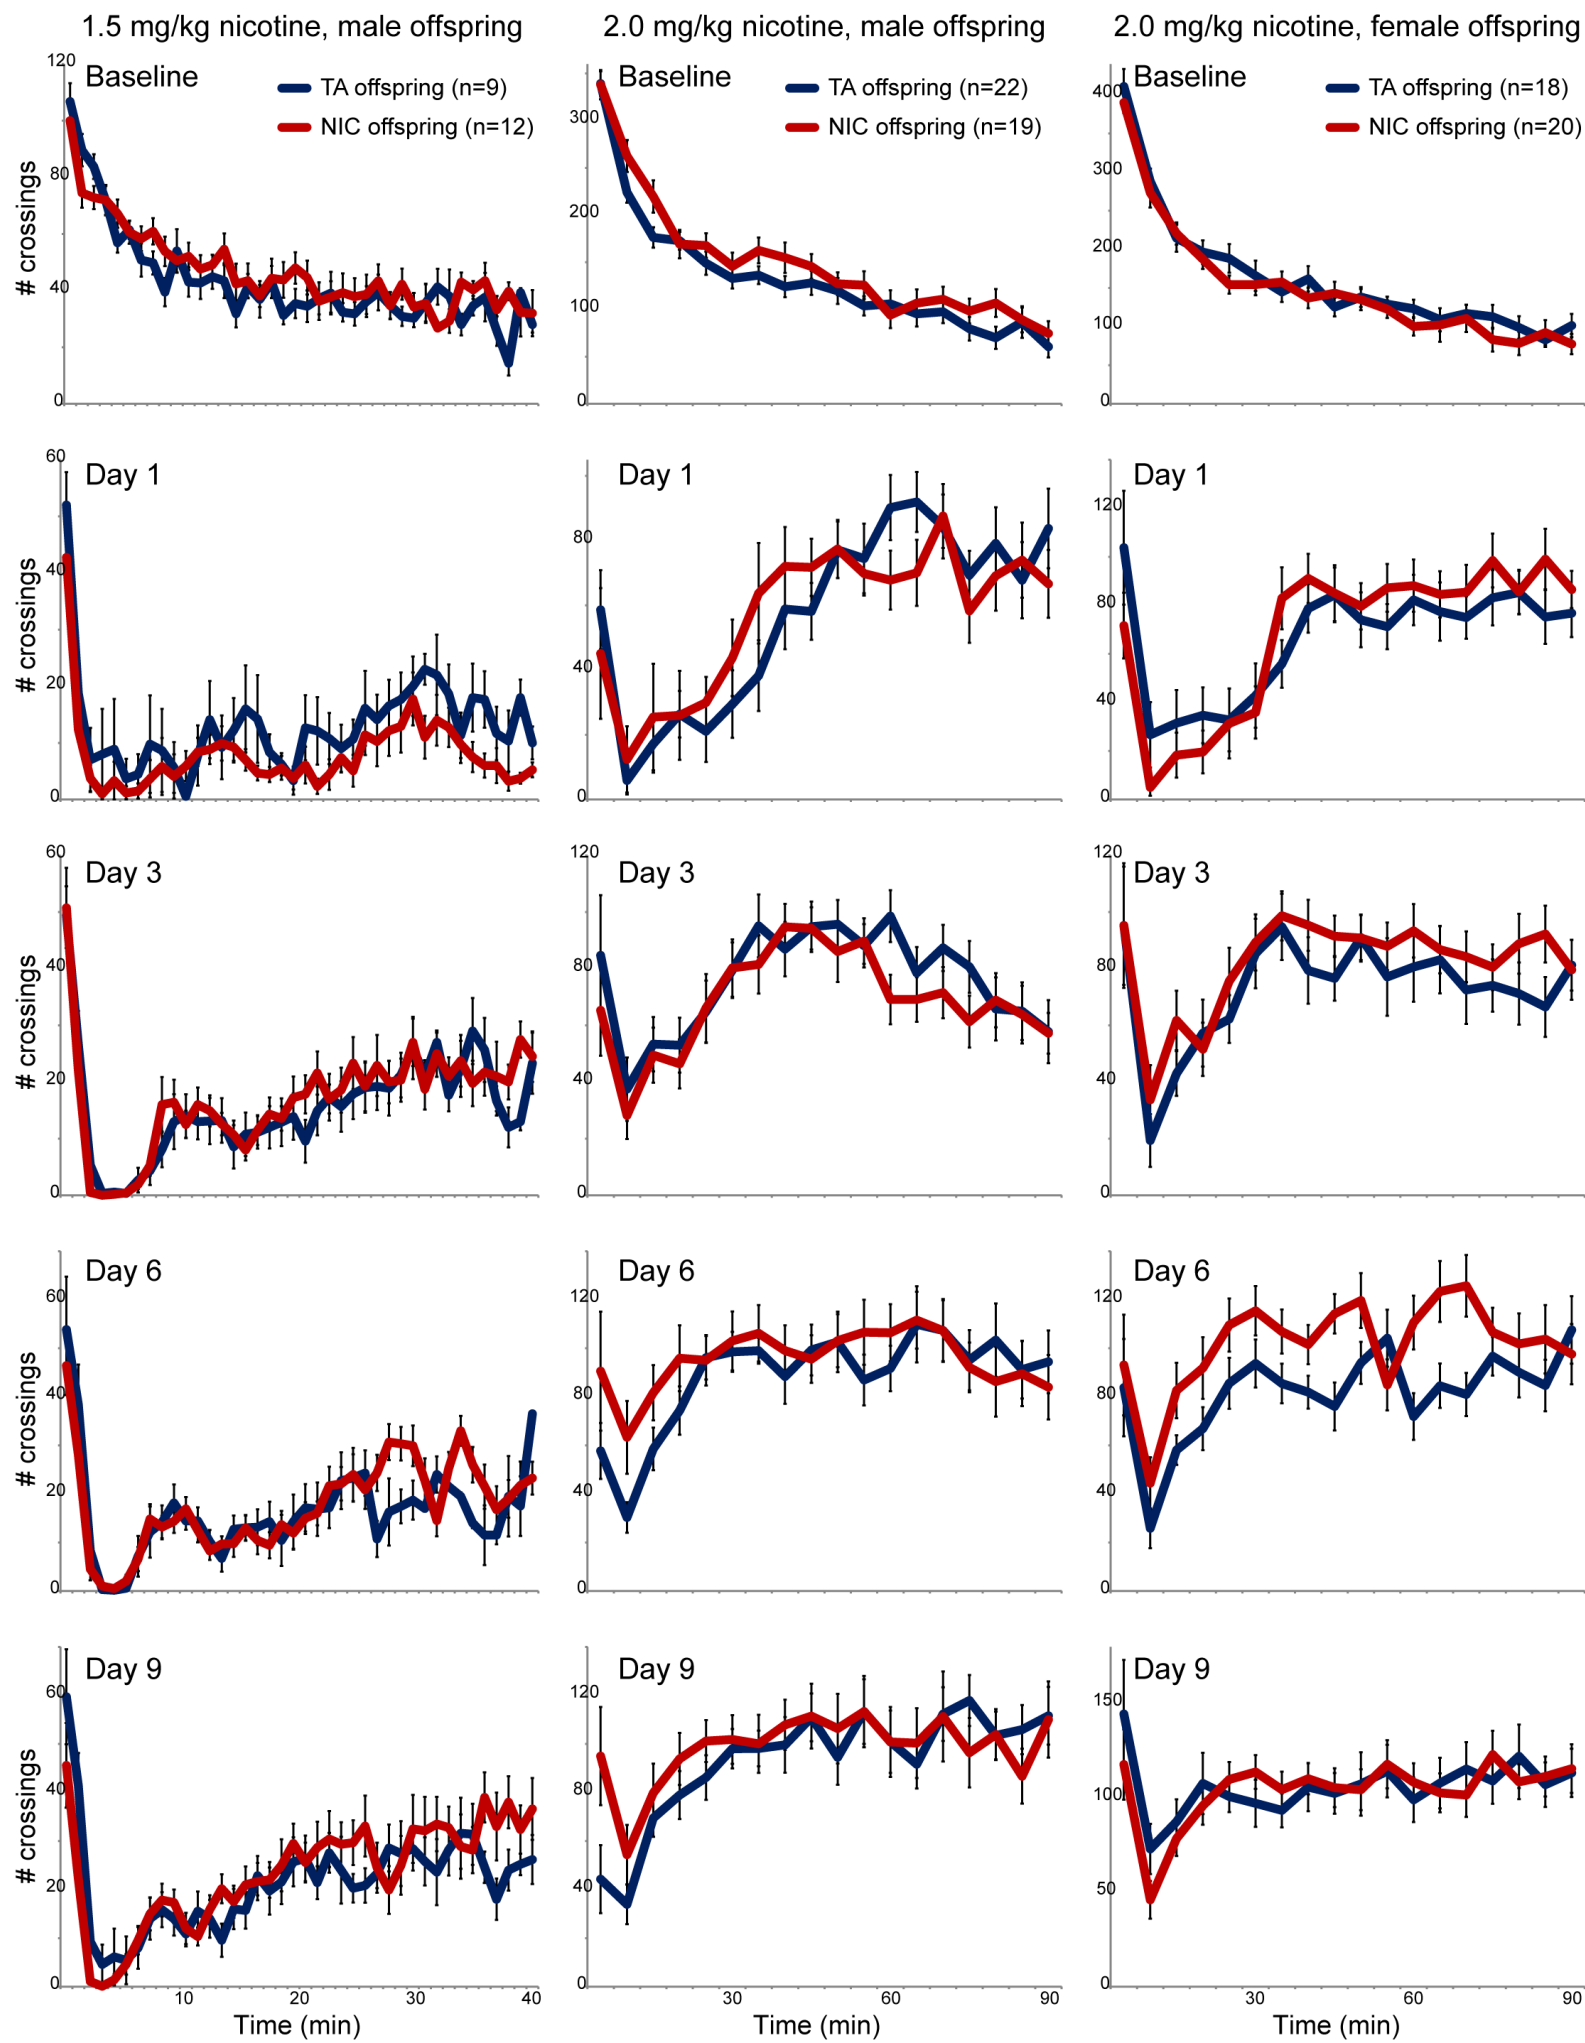 1.5 mg/kg nicotine, male offspring
2.0 mg/kg nicotine, male offspring
2.0 mg/kg nicotine, female offspring
120
80
40
0
# crossings
Baseline
TA offspring (n=9)
NIC offspring (n=12)
300
200
100
0
Baseline
TA offspring (n=22)
NIC offspring (n=19)
400
300
200
100
0
Baseline
TA offspring (n=18)
NIC offspring (n=20)
60
40
20
0
# crossings
Day 1
80
40
0
Day 1
120
80
40
0
Day 1
60
40
20
0
# crossings
Day 3
120
80
40
0
Day 3
120
80
40
0
Day 3
60
40
20
0
# crossings
Day 6
120
80
40
0
Day 6
120
80
40
0
Day 6
60
40
20
0
# crossings
Day 9
10 20 30 40
Time (min)
120
80
40
0
Day 9
30 60 90
Time (min)
150
100
50
0
Day 9
30 60 90
Time (min)